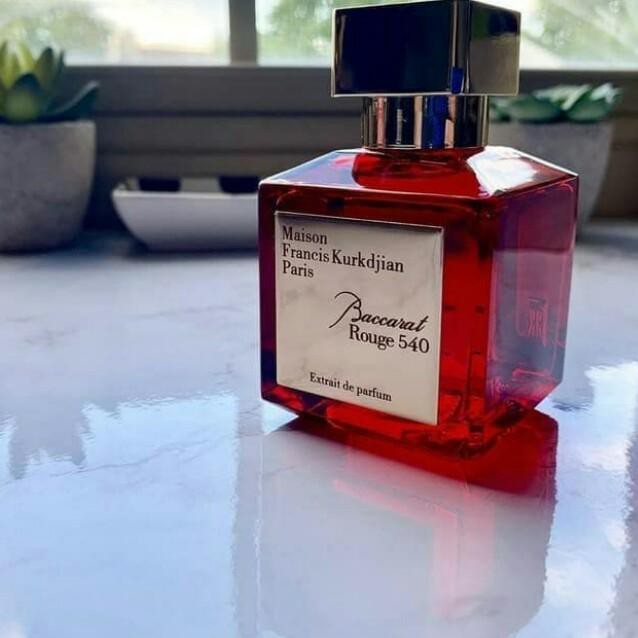 Maison
Francis Kurkdjian
Paris
Baccarat
Rouge 540
Extrait de parfum